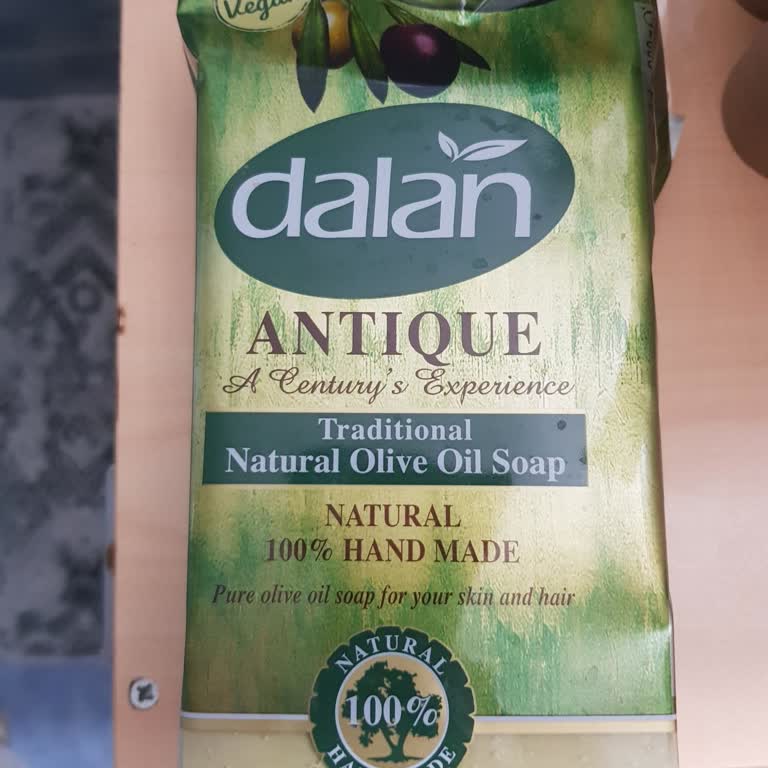 Vegan
dalan
ANTIQUE
A Century's Experience
Traditional
Natural Olive Oil Soap
NATURAL
100% HAND MADE
Pure olive oil soap for your skin and hair
NATURAL
100%